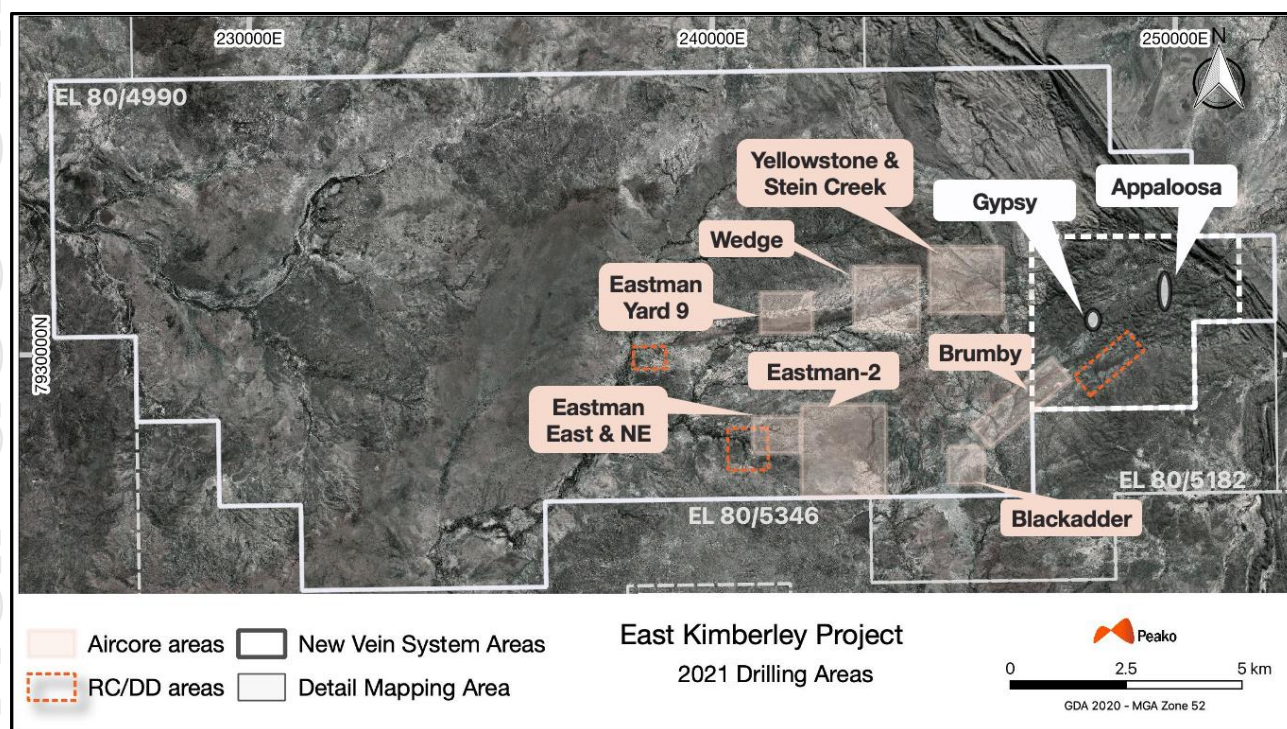 230000E
240000E
250000E
N
EL 80/4990
Yellowstone &
Stein Creek
Appaloosa
Gypsy
Wedge
Eastman
Yard 9
7930000N
Brumby
Eastman-2
Eastman
East & NE
EL 80/5182
EL 80/5346
Blackadder
Aircore areas
New Vein System Areas
RC/DD areas
Detail Mapping Area
East Kimberley Project
2021 Drilling Areas
Peako
0 2.5 5 km
GDA 2020 - MGA Zone 52